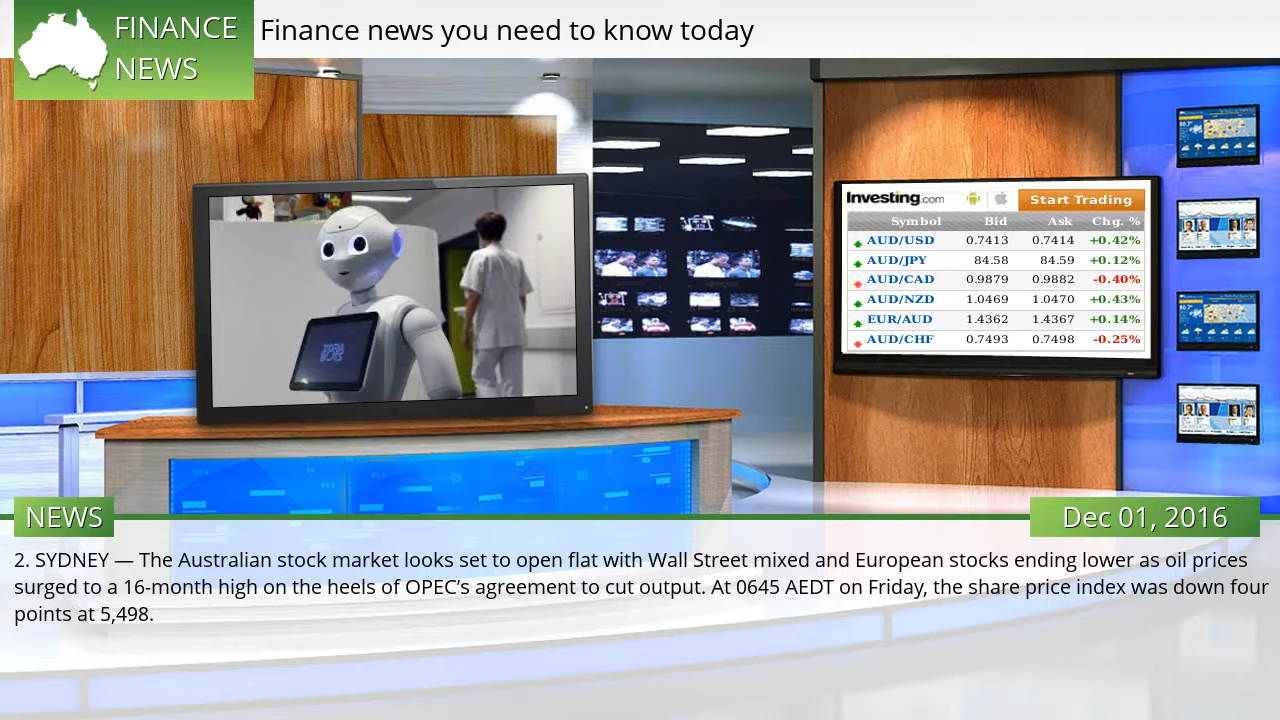 FINANCE
NEWS
Finance news you need to know today
Investing.com
Start Trading
Symbol Bid Ask Chg. %
AUD/USD 0.7413 0.7414 +0.42%
AUD/JPY 84.58 84.59 +0.12%
AUD/CAD 0.9879 0.9882 -0.40%
AUD/NZD 1.0469 1.0470 +0.43%
EUR/AUD 1.4362 1.4367 +0.14%
AUD/CHF 0.7493 0.7498 -0.25%
NEWS
Dec 01, 2016
2. SYDNEY — The Australian stock market looks set to open flat with Wall Street mixed and European stocks ending lower as oil prices
surged to a 16-month high on the heels of OPEC’s agreement to cut output. At 0645 AEDT on Friday, the share price index was down four
points at 5,498.